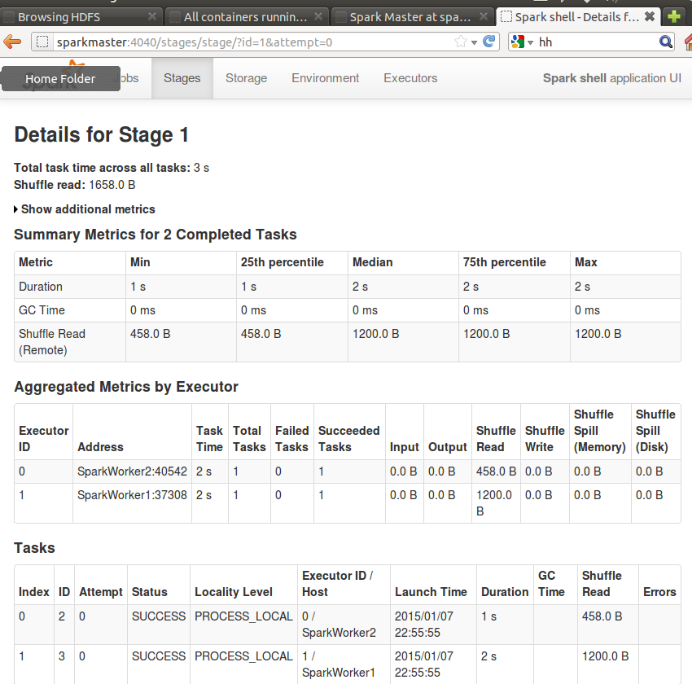 Browsing HDFS
All containers runnin...
Spark Master at spa...
Spark shell - Details f...
sparkmaster:4040/stages/stage/?id=1&attempt=0
hh
Home Folder
obs
Stages
Storage
Environment
Executors
Spark shell application UI
Details for Stage 1
Total task time across all tasks: 3 s
Shuffle read: 1658.0 B
Show additional metrics
Summary Metrics for 2 Completed Tasks
Metric Min 25th percentile Median 75th percentile Max
Duration 1 s 1 s 2 s 2 s 2 s
GC Time 0 ms 0 ms 0 ms 0 ms 0 ms
Shuffle Read (Remote) 458.0 B 458.0 B 1200.0 B 1200.0 B 1200.0 B
Aggregated Metrics by Executor
Executor ID Address Task Time Total Tasks Failed Tasks Succeeded Tasks Input Output Shuffle Read Shuffle Write Shuffle Spill (Memory) Shuffle Spill (Disk)
0 SparkWorker2:40542 2 s 1 0 1 0.0 B 0.0 B 458.0 B 0.0 B 0.0 B 0.0 B
1 SparkWorker1:37308 2 s 1 0 1 0.0 B 0.0 B 1200.0 B 0.0 B 0.0 B 0.0 B
Tasks
Index ID Attempt Status Locality Level Executor ID / Host Launch Time Duration GC Time Shuffle Read Errors
0 2 0 SUCCESS PROCESS_LOCAL 0 / SparkWorker2 2015/01/07 22:55:55 1 s 458.0 B
1 3 0 SUCCESS PROCESS_LOCAL 1 / SparkWorker1 2015/01/07 22:55:55 2 s 1200.0 B